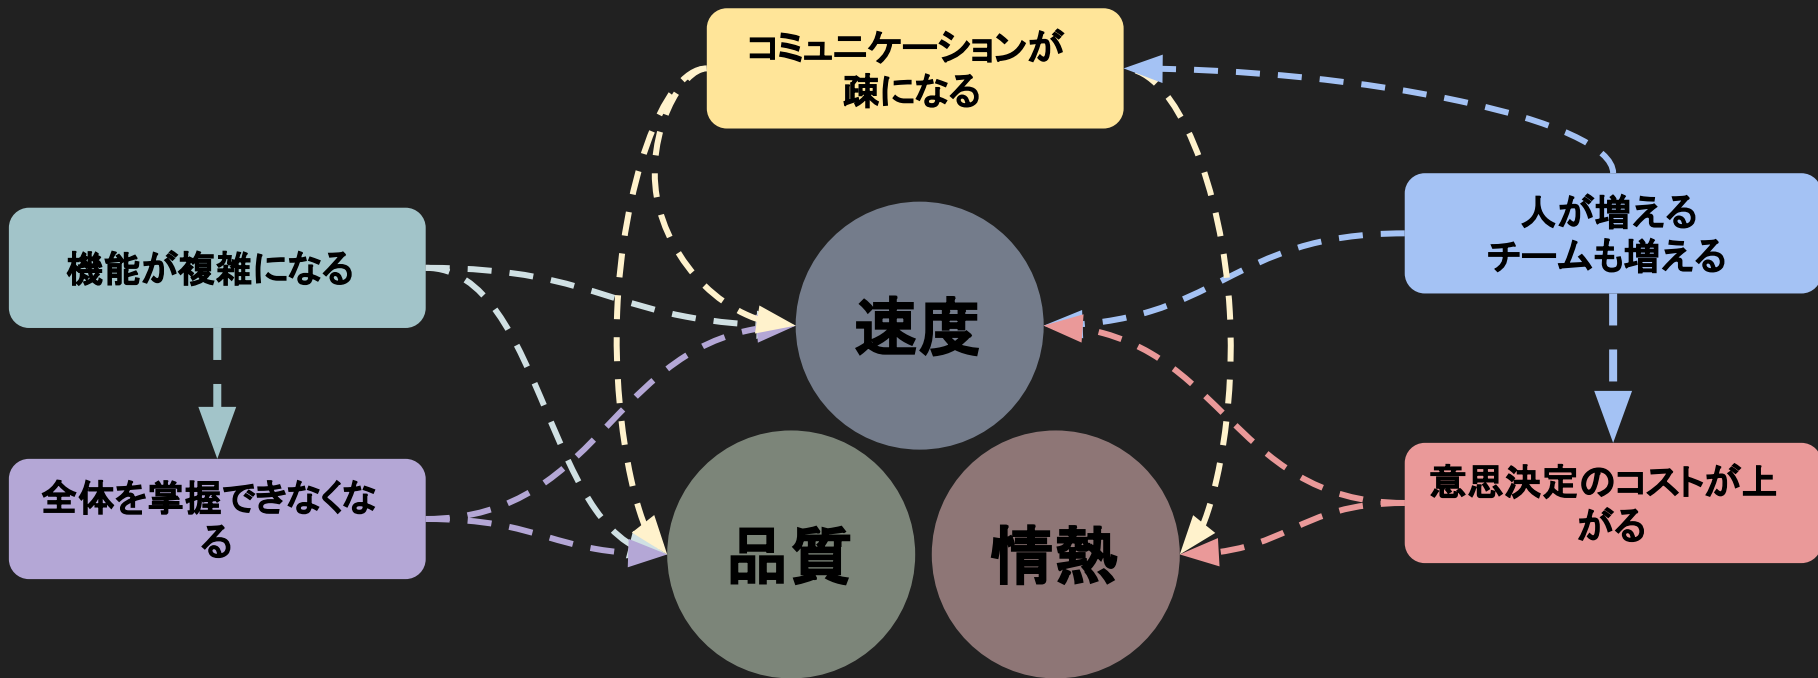 コミュニケーションが
疎になる
人が増える
チームも増える
機能が複雑になる
速度
全体を掌握できなくな
る
意思決定のコストが上
がる
品質
情熱